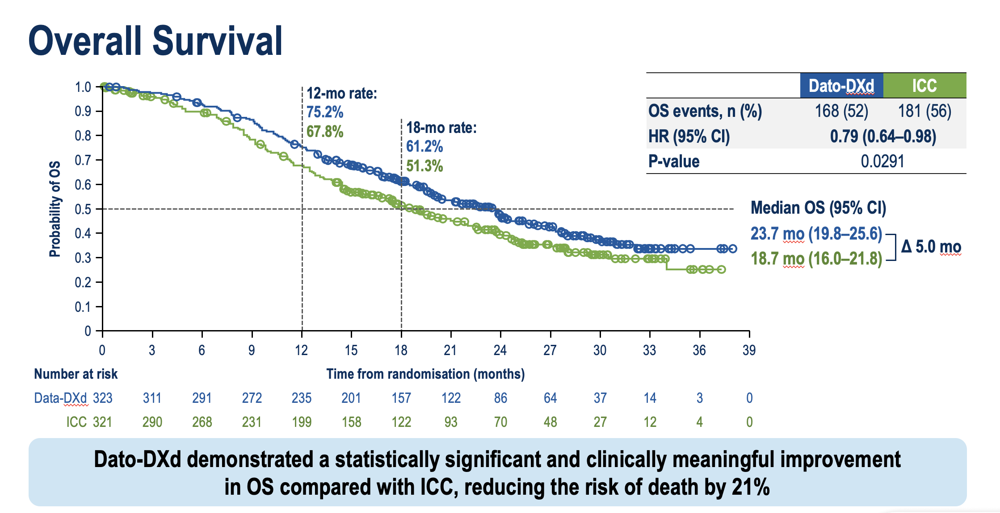 Overall Survival
Dato-DXd ICC
OS events, n (%) 168 (52) 181 (56)
HR (95% CI) 0.79 (0.64–0.98)
P-value 0.0291
12-mo rate:
75.2%
67.8%
18-mo rate:
61.2%
51.3%
Median OS (95% CI)
23.7 mo (19.8–25.6)
18.7 mo (16.0–21.8)
Δ 5.0 mo
Probability of OS
1.0
0.9
0.8
0.7
0.6
0.5
0.4
0.3
0.2
0.1
0
0 3 6 9 12 15 18 21 24 27 30 33 36 39
Time from randomisation (months)
Number at risk
Data-DXd 323 311 291 272 235 201 157 122 86 64 37 14 3 0
ICC 321 290 268 231 199 158 122 93 70 48 27 12 4 0
Dato-DXd demonstrated a statistically significant and clinically meaningful improvement
in OS compared with ICC, reducing the risk of death by 21%